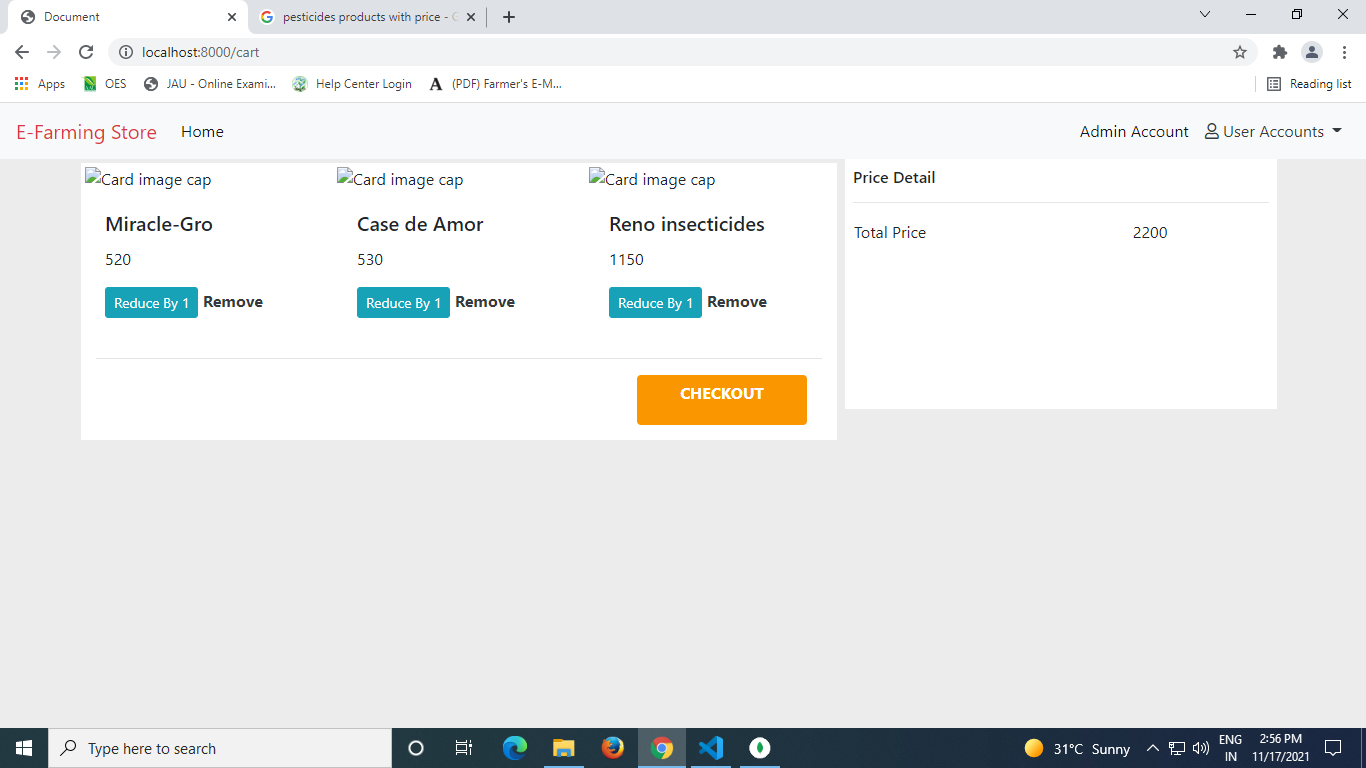 Document
pesticides products with price - G
localhost:8000/cart
Apps
OES
JAU - Online Exami...
Help Center Login
A
(PDF) Farmer's E-M...
Reading list
E-Farming Store
Home
Admin Account
User Accounts
Card image cap
Card image cap
Card image cap
Miracle-Gro
Case de Amor
Reno insecticides
520
530
1150
Reduce By 1 Remove
Reduce By 1 Remove
Reduce By 1 Remove
CHECKOUT
Price Detail
Total Price 2200
Type here to search
31°C Sunny
ENG
IN
2:56 PM
11/17/2021